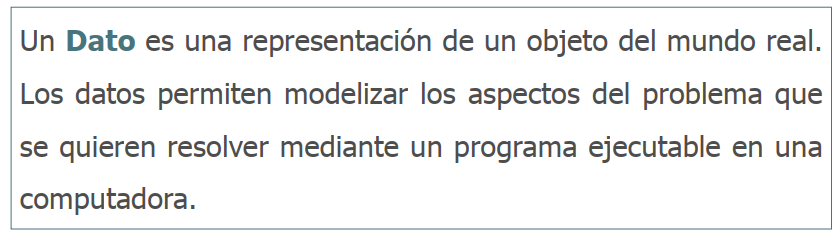 Un Dato es una representación de un objeto del mundo real.
Los datos permiten modelizar los aspectos del problema que
se quieren resolver mediante un programa ejecutable en una
computadora.